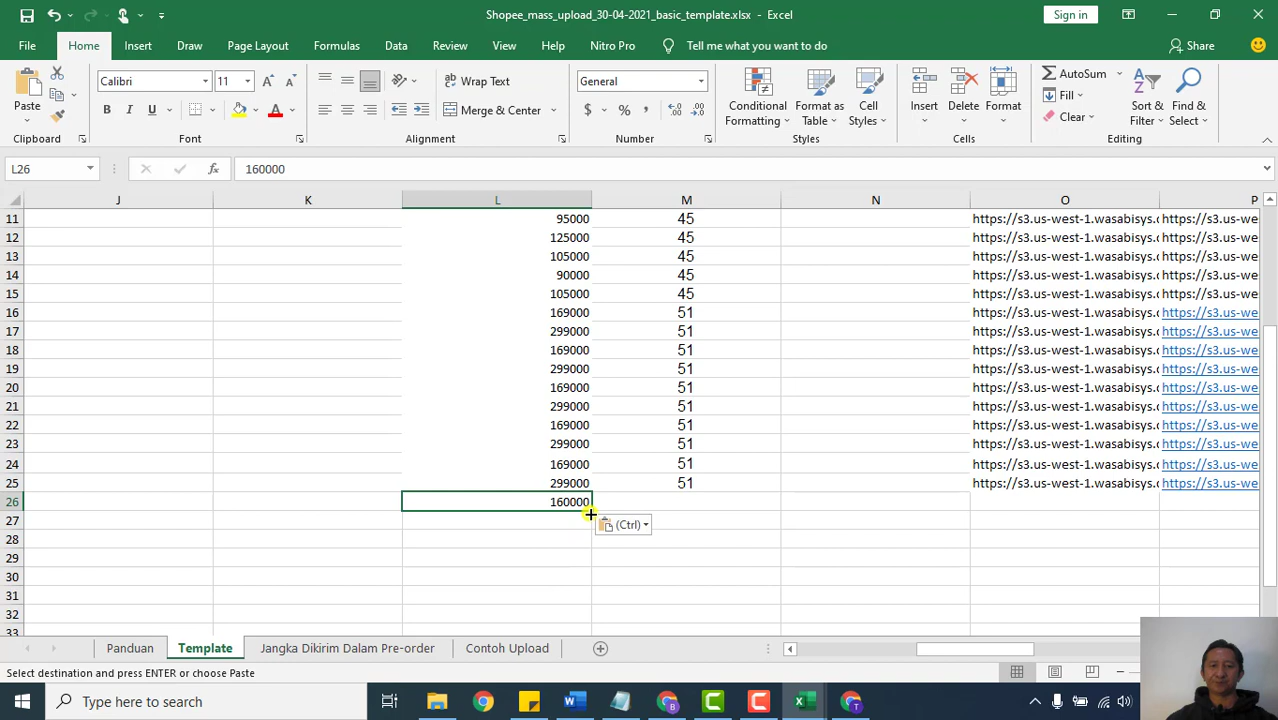 Shopee_mass_upload_30-04-2021_basic_template.xlsx - Excel
Sign in
File Home Insert Draw Page Layout Formulas Data Review View Help Nitro Pro Tell me what you want to do Share
Paste
Clipboard
Calibri 11
B I U
Font
Wrap Text
Merge & Center
Alignment
General
$ % ,
Number
Conditional Formatting
Format as Table
Cell Styles
Styles
Insert Delete Format
Cells
AutoSum
Fill
Clear
Sort & Filter
Find & Select
Editing
L26 fx 160000
J K L M N O P
11 95000 45 https://s3.us-west-1.wasabisys.c https://s3.us-we
12 125000 45 https://s3.us-west-1.wasabisys.c https://s3.us-we
13 105000 45 https://s3.us-west-1.wasabisys.c https://s3.us-we
14 90000 45 https://s3.us-west-1.wasabisys.c https://s3.us-we
15 105000 45 https://s3.us-west-1.wasabisys.c https://s3.us-we
16 169000 51 https://s3.us-west-1.wasabisys.c https://s3.us-we
17 299000 51 https://s3.us-west-1.wasabisys.c https://s3.us-we
18 169000 51 https://s3.us-west-1.wasabisys.c https://s3.us-we
19 299000 51 https://s3.us-west-1.wasabisys.c https://s3.us-we
20 169000 51 https://s3.us-west-1.wasabisys.c https://s3.us-we
21 299000 51 https://s3.us-west-1.wasabisys.c https://s3.us-we
22 169000 51 https://s3.us-west-1.wasabisys.c https://s3.us-we
23 299000 51 https://s3.us-west-1.wasabisys.c https://s3.us-we
24 169000 51 https://s3.us-west-1.wasabisys.c https://s3.us-we
25 299000 51 https://s3.us-west-1.wasabisys.c https://s3.us-we
26 160000
27 (Ctrl)
28
29
30
31
32
33
Panduan Template Jangka Dikirim Dalam Pre-order Contoh Upload
Select destination and press ENTER or choose Paste
Type here to search